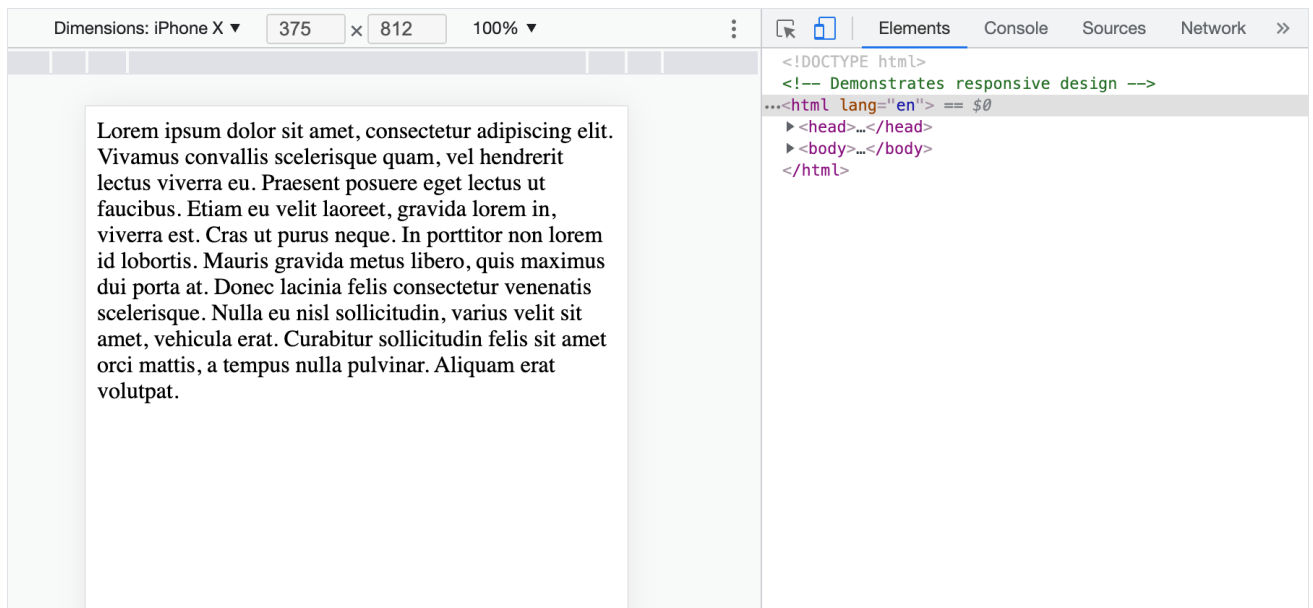 Dimensions: iPhone X ▼ 375 × 812 100% ▼
Elements Console Sources Network »
Lorem ipsum dolor sit amet, consectetur adipiscing elit.
Vivamus convallis scelerisque quam, vel hendrerit
lectus viverra eu. Praesent posuere eget lectus ut
faucibus. Etiam eu velit laoreet, gravida lorem in,
viverra est. Cras ut purus neque. In porttitor non lorem
id lobortis. Mauris gravida metus libero, quis maximus
dui porta at. Donec lacinia felis consectetur venenatis
scelerisque. Nulla eu nisl sollicitudin, varius velit sit
amet, vehicula erat. Curabitur sollicitudin felis sit amet
orci mattis, a tempus nulla pulvinar. Aliquam erat
volutpat.
<!DOCTYPE html>
<!-- Demonstrates responsive design -->
…<html lang="en"> == $0
▶<head>…</head>
▶<body>…</body>
</html>